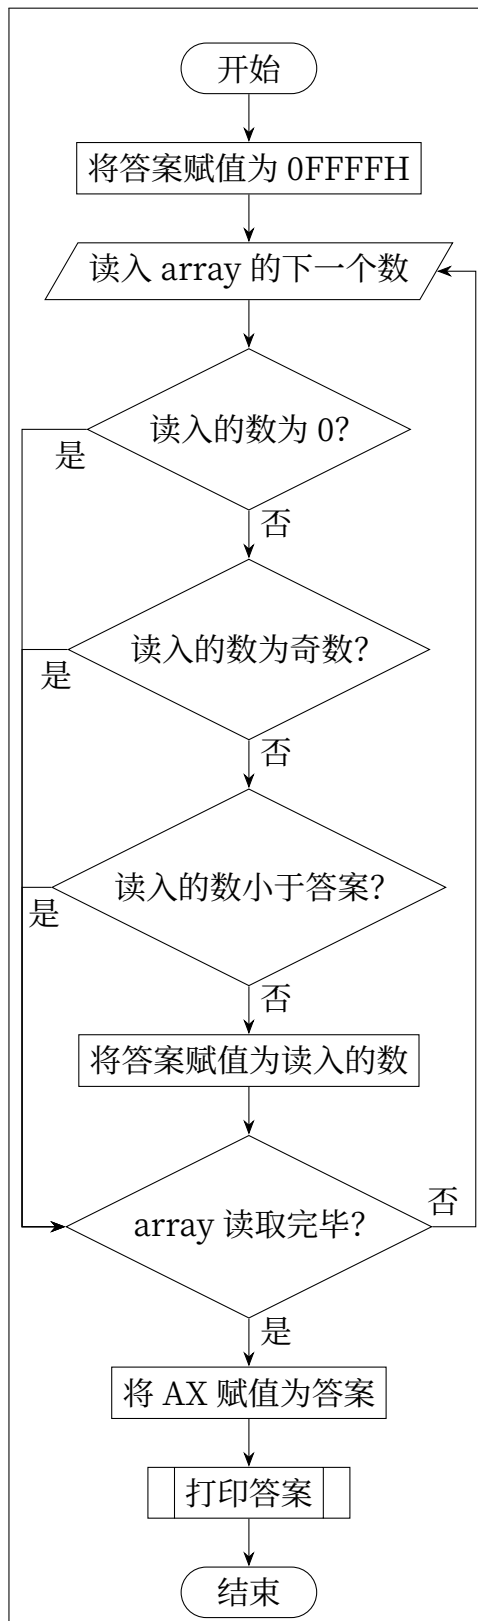 开始
将答案赋值为 0FFFFH
读入 array 的下一个数
读入的数为 0?
是
否
读入的数为奇数?
是
否
读入的数小于答案?
是
否
将答案赋值为读入的数
array 读取完毕?
否
是
将 AX 赋值为答案
打印答案
结束